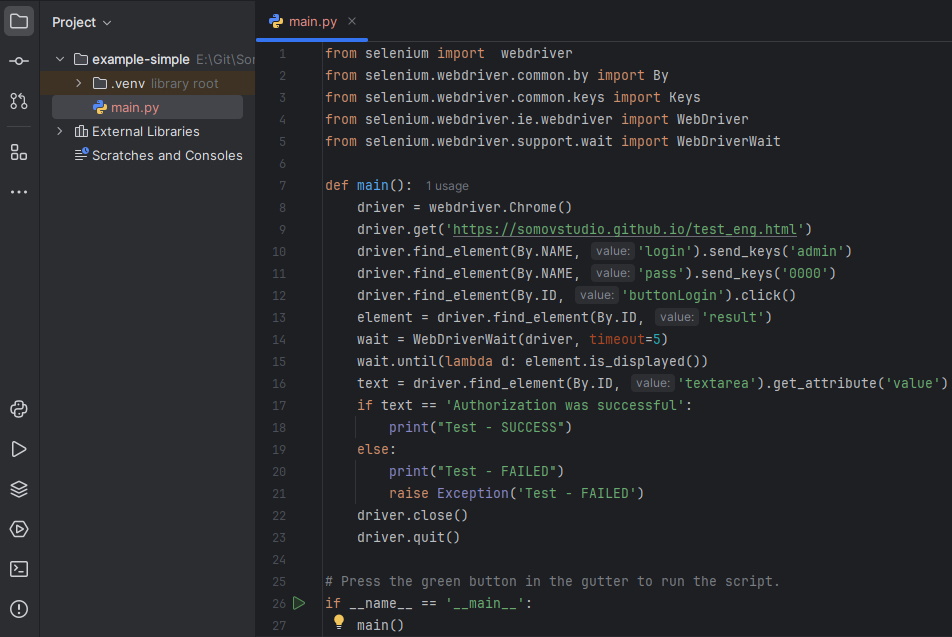 Project
main.py
example-simple E:\Git\Sor
.venv library root
main.py
External Libraries
Scratches and Consoles
1 from selenium import  webdriver
2 from selenium.webdriver.common.by import By
3 from selenium.webdriver.common.keys import Keys
4 from selenium.webdriver.ie.webdriver import WebDriver
5 from selenium.webdriver.support.wait import WebDriverWait
6
7 def main(): 1 usage
8     driver = webdriver.Chrome()
9     driver.get('https://somovstudio.github.io/test_eng.html')
10     driver.find_element(By.NAME, value: 'login').send_keys('admin')
11     driver.find_element(By.NAME, value: 'pass').send_keys('0000')
12     driver.find_element(By.ID, value: 'buttonLogin').click()
13     element = driver.find_element(By.ID, value: 'result')
14     wait = WebDriverWait(driver, timeout=5)
15     wait.until(lambda d: element.is_displayed())
16     text = driver.find_element(By.ID, value: 'textarea').get_attribute('value')
17     if text == 'Authorization was successful':
18         print("Test - SUCCESS")
19     else:
20         print("Test - FAILED")
21         raise Exception('Test - FAILED')
22     driver.close()
23     driver.quit()
24
25 # Press the green button in the gutter to run the script.
26 if __name__ == '__main__':
27     main()